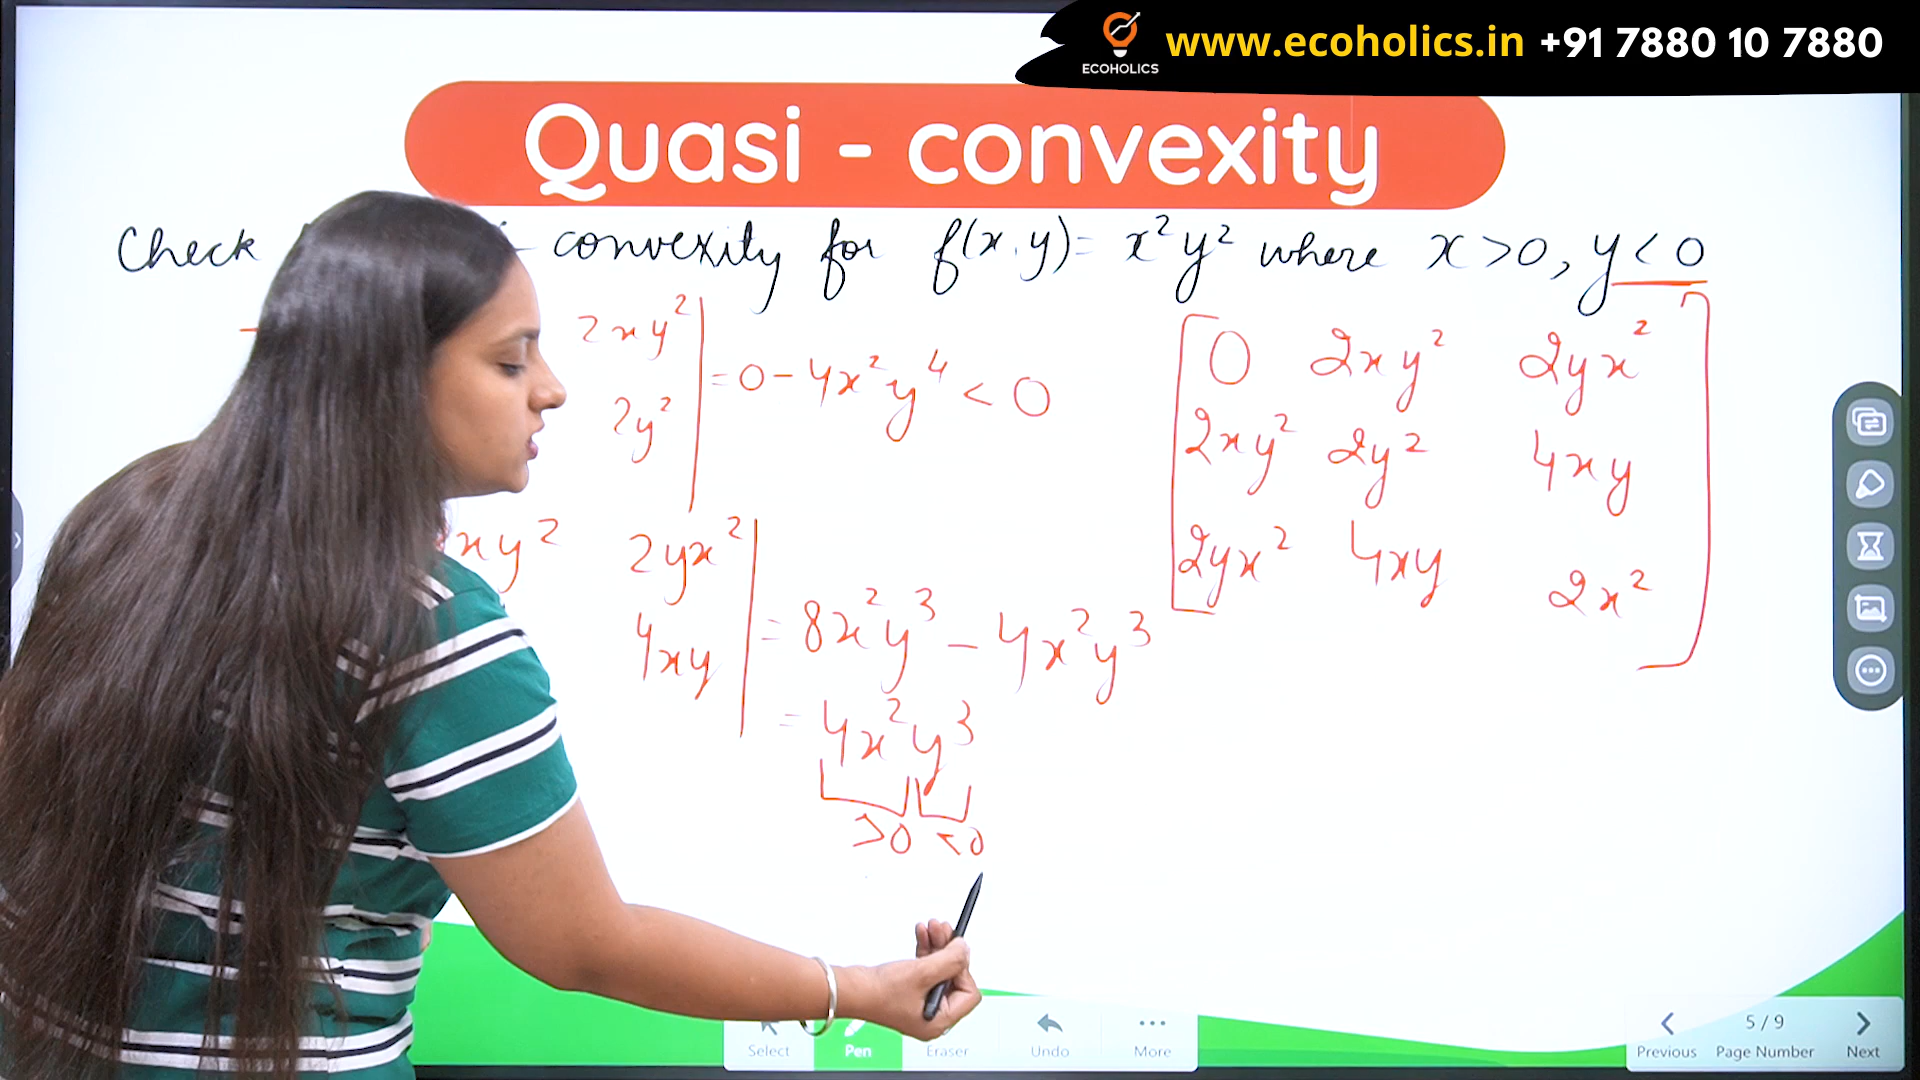 www.ecoholics.in +91 7880 10 7880
ECOHOLICS
Quasi - convexity
Check convexity for f(x,y) = x²y² where x>0, y<0
2xy²
2y²
= 0 - 4x²y⁴ < 0
xy² 2yx²
4xy
= 8x²y³ - 4x²y³
= 4x²y³
>0 <0
0 2xy² 2yx²
2xy² 2y² 4xy
2yx² 4xy 2x²
Select Pen Eraser Undo More
5/9
Previous Page Number Next